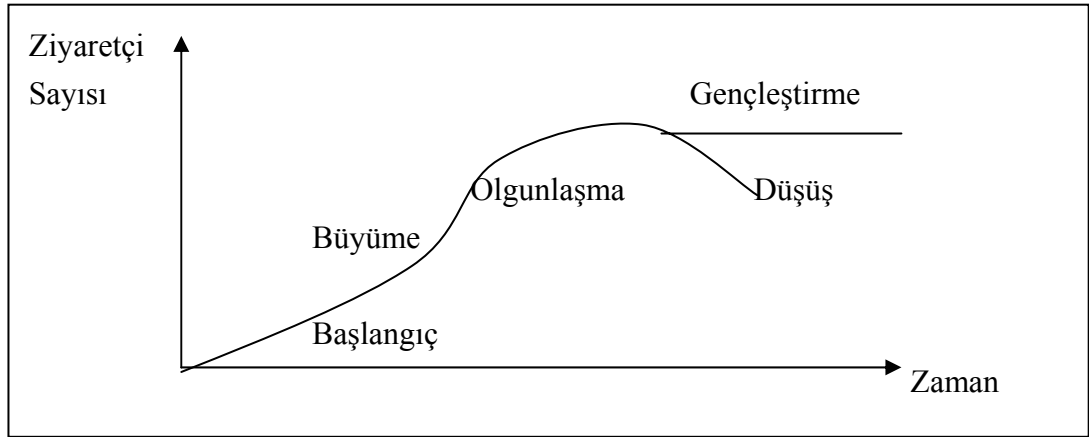 Ziyaretçi
Sayısı
Gençleştirme
Olgunlaşma
Düşüş
Büyüme
Başlangıç
Zaman